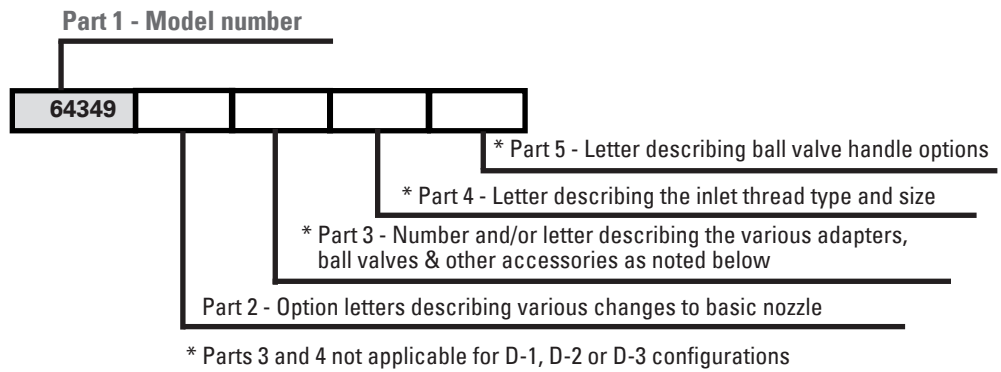 Part 1 - Model number
64349
* Part 5 - Letter describing ball valve handle options
* Part 4 - Letter describing the inlet thread type and size
* Part 3 - Number and/or letter describing the various adapters,
ball valves & other accessories as noted below
Part 2 - Option letters describing various changes to basic nozzle
* Parts 3 and 4 not applicable for D-1, D-2 or D-3 configurations